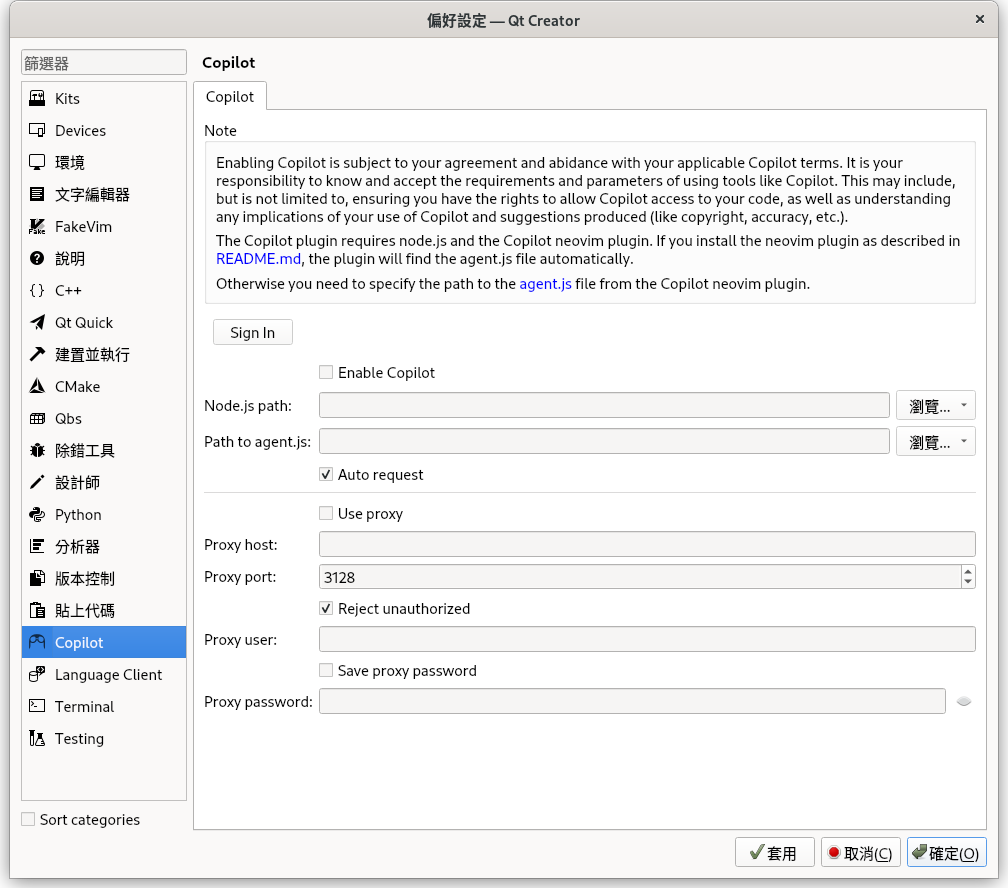 偏好設定 — Qt Creator
篩選器
Kits
Devices
環境
文字編輯器
FakeVim
說明
C++
Qt Quick
建置並執行
CMake
Qbs
除錯工具
設計師
Python
分析器
版本控制
貼上代碼
Copilot
Language Client
Terminal
Testing
Sort categories
Copilot
Copilot
Note
Enabling Copilot is subject to your agreement and abidance with your applicable Copilot terms. It is your
responsibility to know and accept the requirements and parameters of using tools like Copilot. This may include,
but is not limited to, ensuring you have the rights to allow Copilot access to your code, as well as understanding
any implications of your use of Copilot and suggestions produced (like copyright, accuracy, etc.).
The Copilot plugin requires node.js and the Copilot neovim plugin. If you install the neovim plugin as described in
README.md, the plugin will find the agent.js file automatically.
Otherwise you need to specify the path to the agent.js file from the Copilot neovim plugin.
Sign In
Enable Copilot
Node.js path: 瀏覽...
Path to agent.js: 瀏覽...
Auto request
Use proxy
Proxy host:
Proxy port: 3128
Reject unauthorized
Proxy user:
Save proxy password
Proxy password:
套用 取消(C) 確定(O)